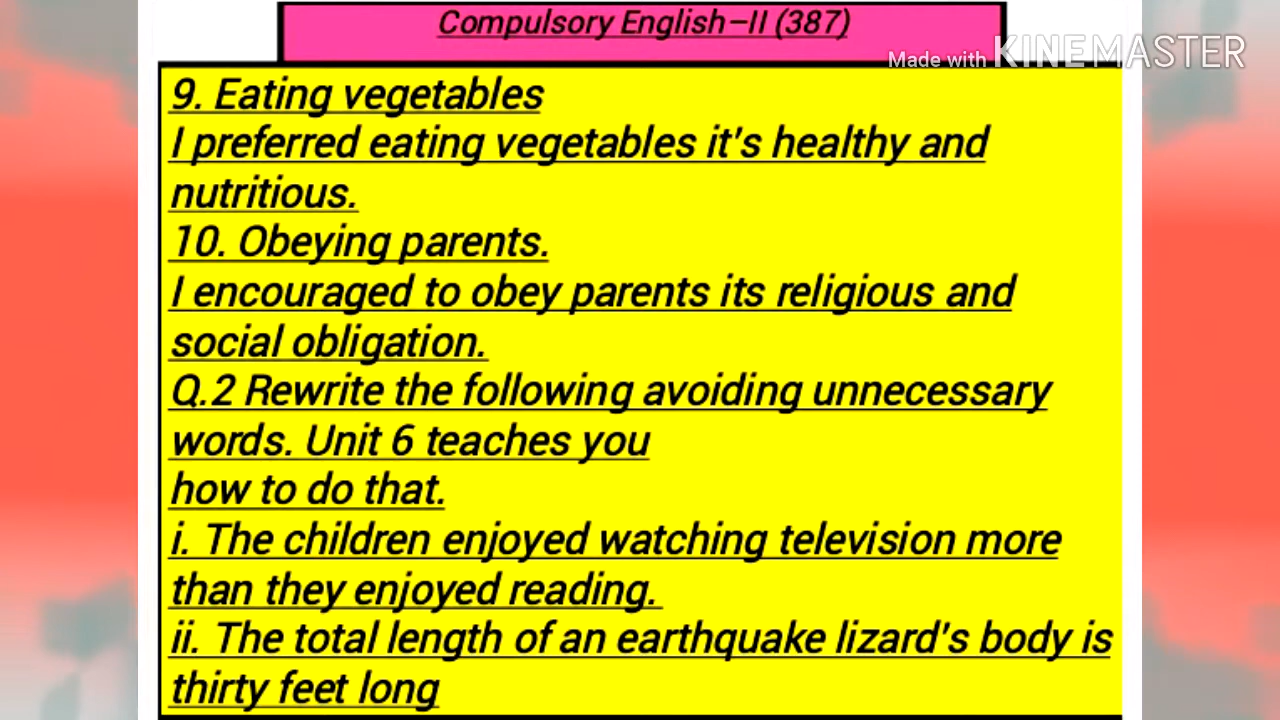 Compulsory English–II (387)
Made with KINEMASTER
9. Eating vegetables
I preferred eating vegetables it's healthy and
nutritious.
10. Obeying parents.
I encouraged to obey parents its religious and
social obligation.
Q.2 Rewrite the following avoiding unnecessary
words. Unit 6 teaches you
how to do that.
i. The children enjoyed watching television more
than they enjoyed reading.
ii. The total length of an earthquake lizard's body is
thirty feet long